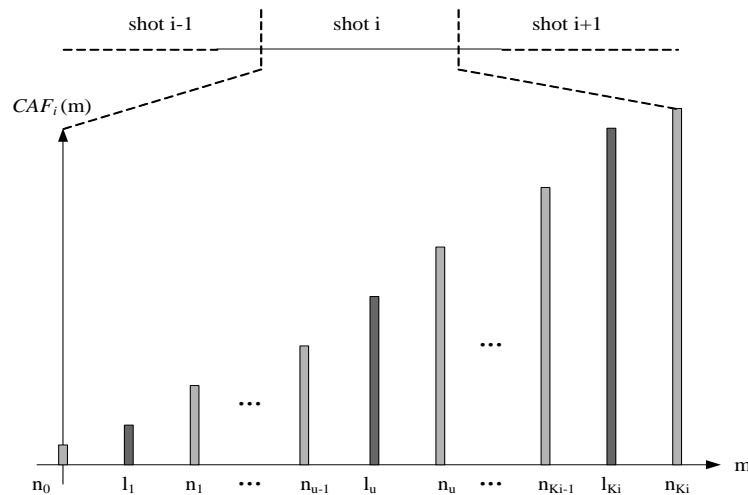 shot i-1 shot i shot i+1
CAFi(m)
...
...
m
n0 l1 n1 ... nu-1 lu nu ... nKi-1 lKi nKi